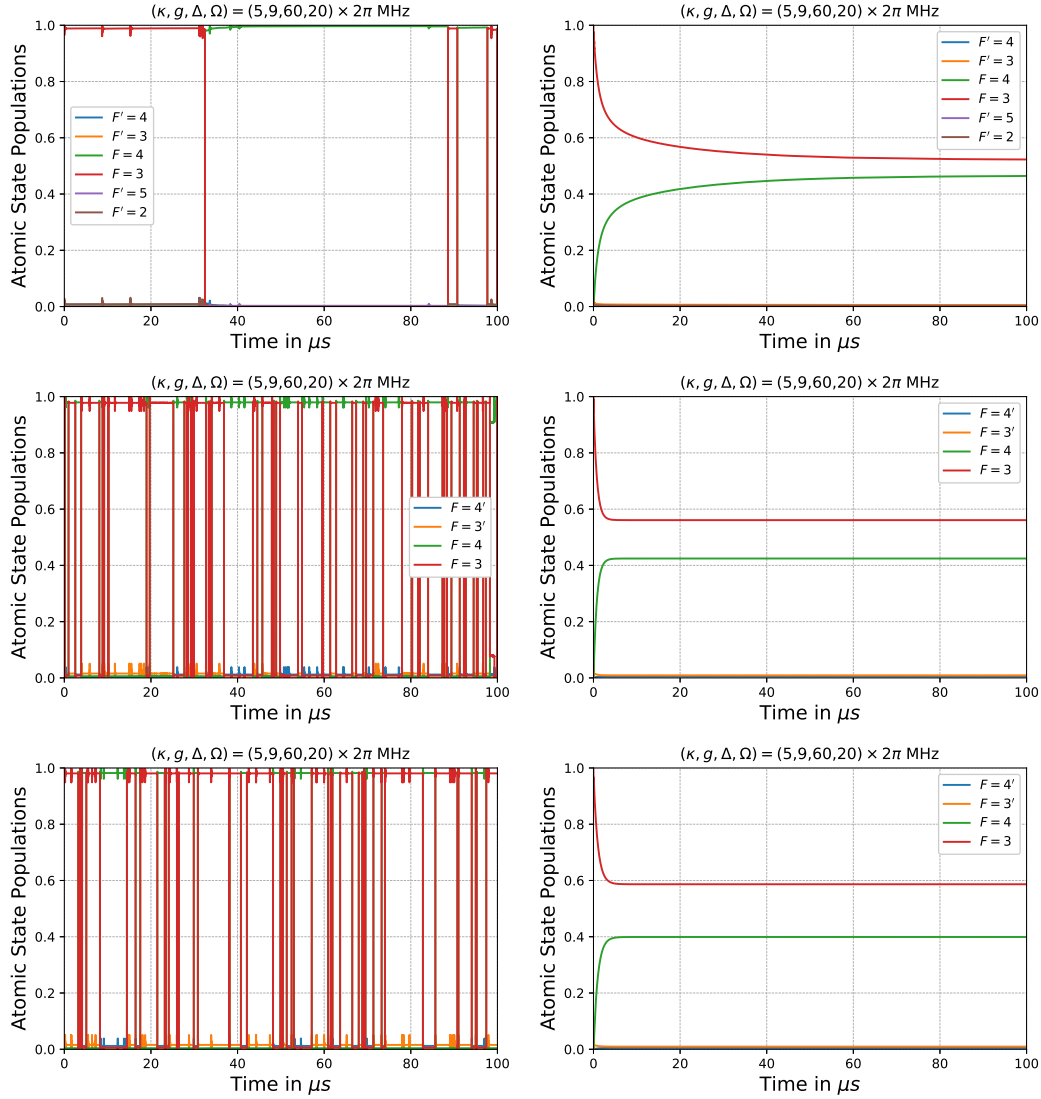 (κ, g, Δ, Ω) = (5,9,60,20) × 2π MHz
Atomic State Populations
1.0
0.8
0.6
0.4
0.2
0.0
F′ = 4
F′ = 3
F = 4
F = 3
F′ = 5
F′ = 2
0 20 40 60 80 100
Time in μs
(κ, g, Δ, Ω) = (5,9,60,20) × 2π MHz
Atomic State Populations
1.0
0.8
0.6
0.4
0.2
0.0
F′ = 4
F′ = 3
F = 4
F = 3
F′ = 5
F′ = 2
0 20 40 60 80 100
Time in μs
(κ, g, Δ, Ω) = (5,9,60,20) × 2π MHz
Atomic State Populations
1.0
0.8
0.6
0.4
0.2
0.0
F = 4′
F = 3′
F = 4
F = 3
0 20 40 60 80 100
Time in μs
(κ, g, Δ, Ω) = (5,9,60,20) × 2π MHz
Atomic State Populations
1.0
0.8
0.6
0.4
0.2
0.0
F = 4′
F = 3′
F = 4
F = 3
0 20 40 60 80 100
Time in μs
(κ, g, Δ, Ω) = (5,9,60,20) × 2π MHz
Atomic State Populations
1.0
0.8
0.6
0.4
0.2
0.0
0 20 40 60 80 100
Time in μs
(κ, g, Δ, Ω) = (5,9,60,20) × 2π MHz
Atomic State Populations
1.0
0.8
0.6
0.4
0.2
0.0
F = 4′
F = 3′
F = 4
F = 3
0 20 40 60 80 100
Time in μs